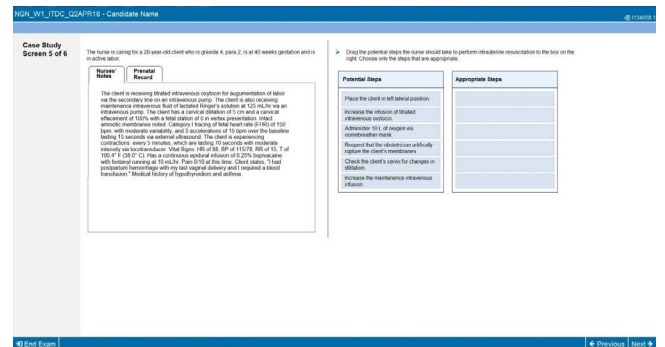 NGN_W1_ITDC_Q2APR18 - Candidate Name
Case Study
Screen 5 of 6
The nurse is caring for a 26-year-old client who is gravida 4, para 2, is at 40 weeks gestation and is
in active labor.
Nurses'
Notes
Prenatal
Record
The client is receiving titrated intravenous oxytocin for augumentation of labor
via the secondary line on an intravenous pump. The client is also receiving
maintenance intravenous fluid of lactated Ringer's solution at 125 mL/hr via an
intravenous pump. The client has a cervical dilitation of 5 cm and a cervical
effacement of 100% with a fetal station of 0 in vertex presentation. Intact
amniotic membranes noted. Category I tracing of fetal heart rate (FHR) of 150
bpm, with moderate variability, and 3 accelerations of 15 bpm over the baseline
lasting 15 seconds via external ultrasound. The client is experiencing
contractions every 5 minutes, which are lasting 70 seconds with moderate
intensity via tocotransducer. Vital Signs: HR of 88, BP of 115/78, RR of 15, T of
100.4° F (38.0° C). Has a continuous epidural infusion of 0.25% bupivacaine
with fentanyl running at 10 mL/hr. Pain 0/10 at this time. Client states, "I had
postpartum hemorrhage with my last vaginal delivery and I required a blood
transfusion." Medical history of hypothyroidism and asthma
Drag the potential steps the nurse should take to perform intrauterine resuscitation to the box on the
right. Choose only the steps that are appropriate.
Potential Steps
Appropriate Steps
Place the client in left lateral position.
Increase the infusion of titrated
intravenous oxytocin.
Administer 10 L of oxygen via
nonrebreather mask.
Request that the obstetrician artifically
rupture the client's membranes
Check the client's cervix for changes in
dilitation.
Increase the maintanence intravenous
infusion.
End Exam
Previous
Next